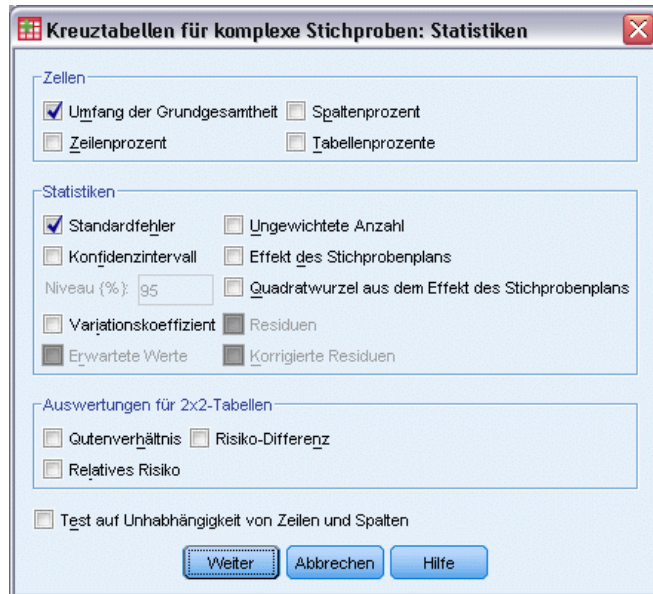 Kreuztabellen für komplexe Stichproben: Statistiken
Zellen
Umfang der Grundgesamtheit Spaltenprozent
Zeilenprozent Tabellenprozente
Statistiken
Standardfehler Ungewichtete Anzahl
Konfidenzintervall Effekt des Stichprobenplans
Niveau (%): 95 Quadratwurzel aus dem Effekt des Stichprobenplans
Variationskoeffizient Residuen
Erwartete Werte Korrigierte Residuen
Auswertungen für 2x2-Tabellen
Qutenverhältnis Risiko-Differenz
Relatives Risiko
Test auf Unhabhängigkeit von Zeilen und Spalten
Weiter Abbrechen Hilfe